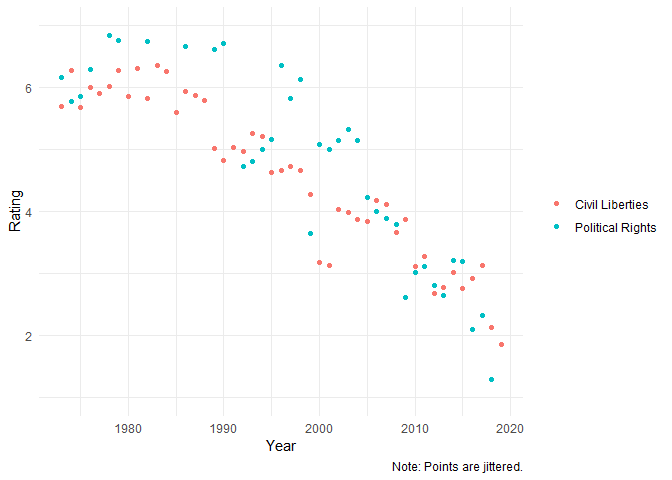 6
4
2
Rating
1980 1990 2000 2010 2020
Year
Civil Liberties
Political Rights
Note: Points are jittered.